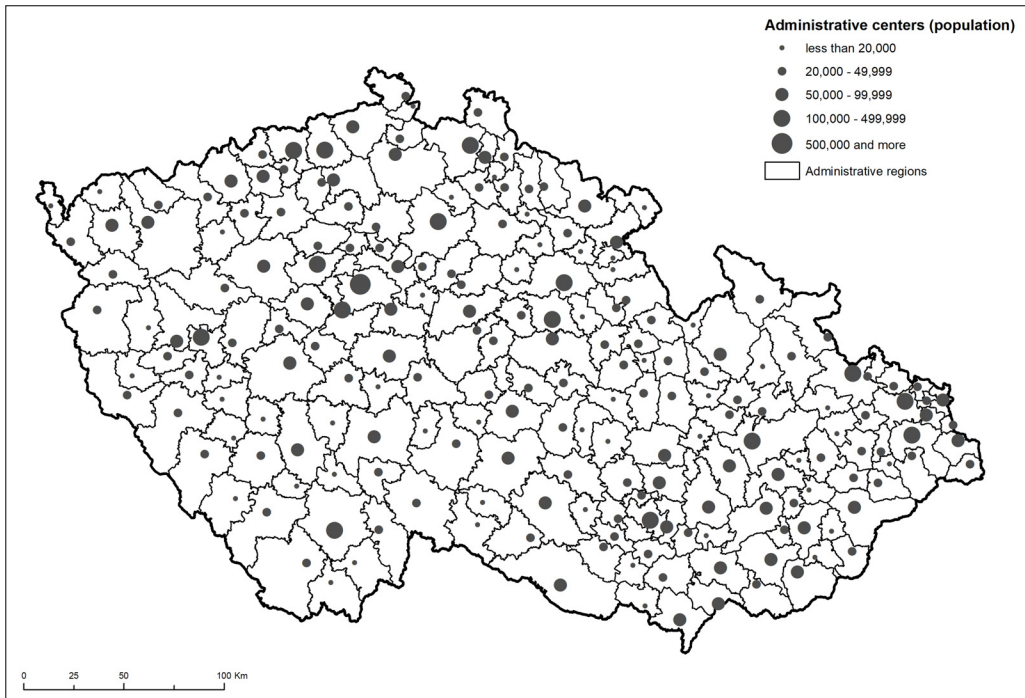 Administrative centers (population)
less than 20,000
20,000 - 49,999
50,000 - 99,999
100,000 - 499,999
500,000 and more
Administrative regions
0 25 50 100 Km